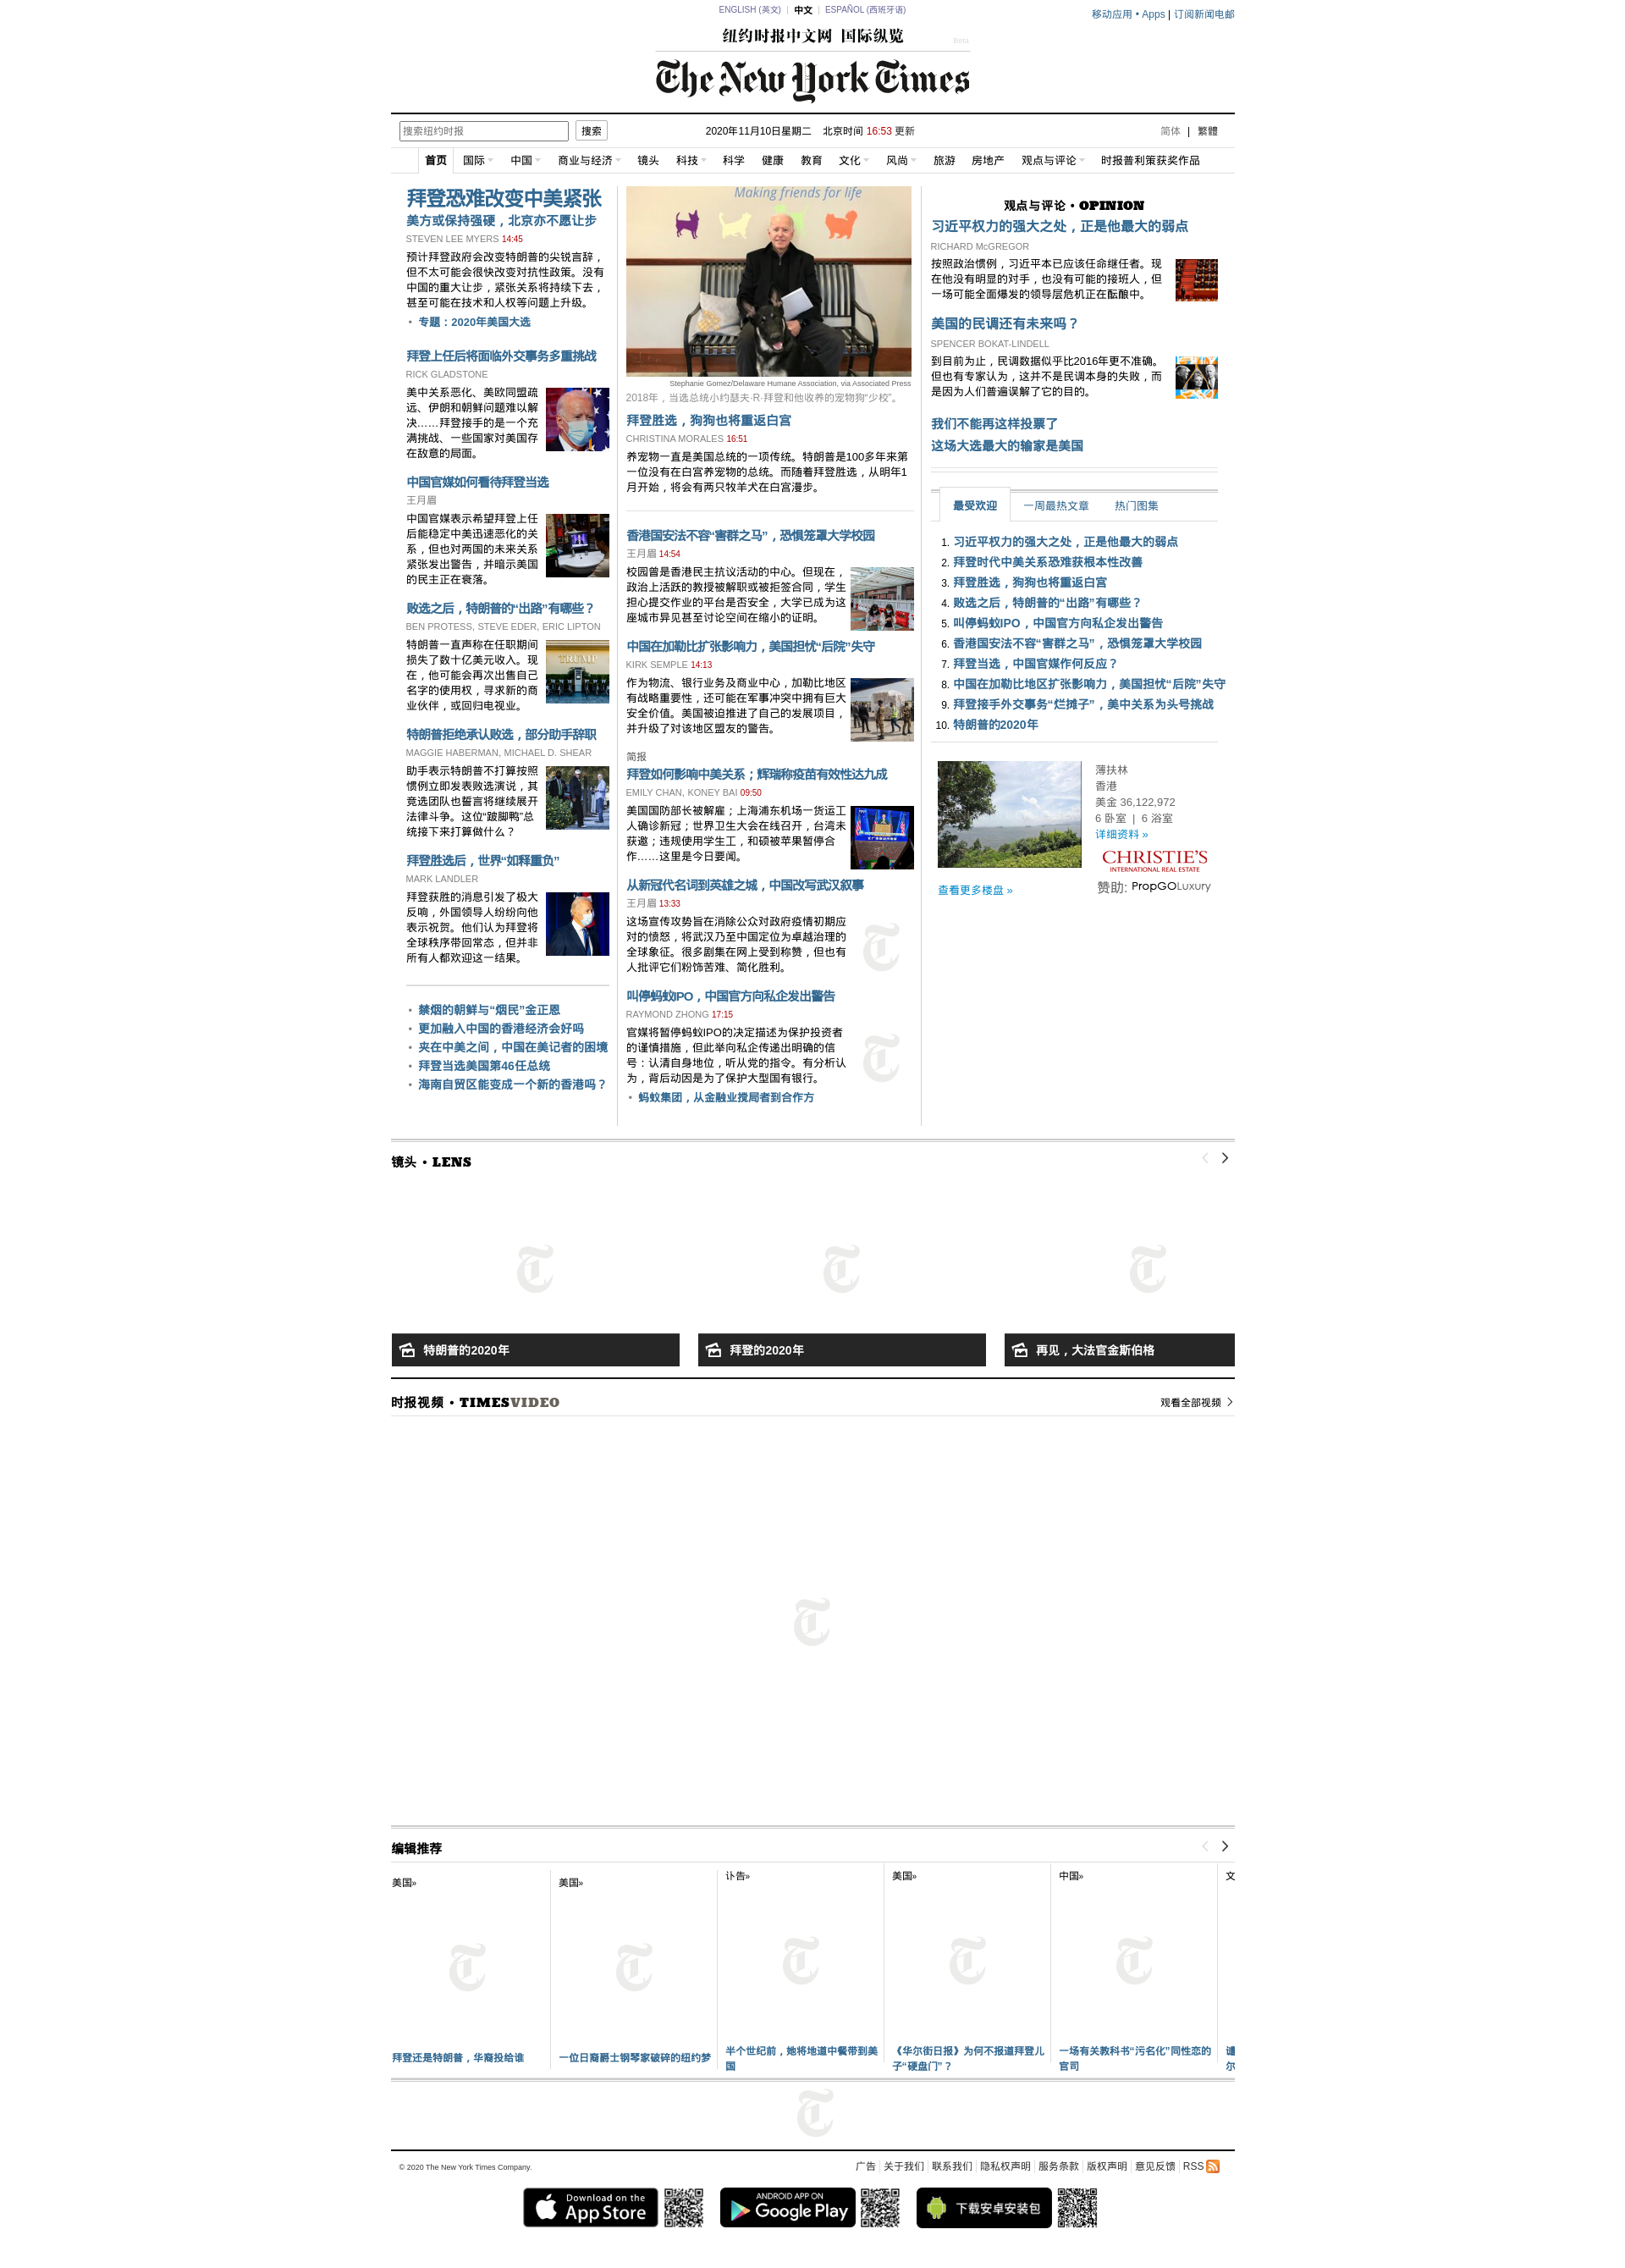 ENGLISH (英文) | 中文 | ESPAÑOL (西班牙语)
移动应用 • Apps | 订阅新闻电邮
纽约时报中文网 国际纵览
Beta
The New York Times
搜索纽约时报 搜索
2020年11月10日星期二 北京时间 16:53 更新
简体 | 繁體
首页 国际 中国 商业与经济 镜头 科技 科学 健康 教育 文化 风尚 旅游 房地产 观点与评论 时报普利策获奖作品
拜登恐难改变中美紧张
美方或保持强硬，北京亦不愿让步
STEVEN LEE MYERS 14:45
预计拜登政府会改变特朗普的尖锐言辞，
但不太可能会很快改变对抗性政策。没有
中国的重大让步，紧张关系将持续下去，
甚至可能在技术和人权等问题上升级。
• 专题：2020年美国大选
拜登上任后将面临外交事务多重挑战
RICK GLADSTONE
美中关系恶化、美欧同盟疏
远、伊朗和朝鲜问题难以解
决……拜登接手的是一个充
满挑战、一些国家对美国存
在敌意的局面。
中国官媒如何看待拜登当选
王月眉
中国官媒表示希望拜登上任
后能稳定中美迅速恶化的关
系，但也对两国的未来关系
紧张发出警告，并暗示美国
的民主正在衰落。
败选之后，特朗普的“出路”有哪些？
BEN PROTESS, STEVE EDER, ERIC LIPTON
特朗普一直声称在任职期间
损失了数十亿美元收入。现
在，他可能会再次出售自己
名字的使用权，寻求新的商
业伙伴，或回归电视业。
TRUMP
特朗普拒绝承认败选，部分助手辞职
MAGGIE HABERMAN, MICHAEL D. SHEAR
助手表示特朗普不打算按照
惯例立即发表败选演说，其
竞选团队也誓言将继续展开
法律斗争。这位“跛脚鸭”总
统接下来打算做什么？
拜登胜选后，世界“如释重负”
MARK LANDLER
拜登获胜的消息引发了极大
反响，外国领导人纷纷向他
表示祝贺。他们认为拜登将
全球秩序带回常态，但并非
所有人都欢迎这一结果。
• 禁烟的朝鲜与“烟民”金正恩
• 更加融入中国的香港经济会好吗
• 夹在中美之间，中国在美记者的困境
• 拜登当选美国第46任总统
• 海南自贸区能变成一个新的香港吗？
Making friends for life
Stephanie Gomez/Delaware Humane Association, via Associated Press
2018年，当选总统小约瑟夫·R·拜登和他收养的宠物狗“少校”。
拜登胜选，狗狗也将重返白宫
CHRISTINA MORALES 16:51
养宠物一直是美国总统的一项传统。特朗普是100多年来第
一位没有在白宫养宠物的总统。而随着拜登胜选，从明年1
月开始，将会有两只牧羊犬在白宫漫步。
香港国安法不容“害群之马”，恐惧笼罩大学校园
王月眉 14:54
校园曾是香港民主抗议活动的中心。但现在，
政治上活跃的教授被解职或被拒签合同，学生
担心提交作业的平台是否安全，大学已成为这
座城市异见甚至讨论空间在缩小的证明。
中国在加勒比扩张影响力，美国担忧“后院”失守
KIRK SEMPLE 14:13
作为物流、银行业务及商业中心，加勒比地区
有战略重要性，还可能在军事冲突中拥有巨大
安全价值。美国被迫推进了自己的发展项目，
并升级了对该地区盟友的警告。
简报
拜登如何影响中美关系；辉瑞称疫苗有效性达九成
EMILY CHAN, KONEY BAI 09:50
美国国防部长被解雇；上海浦东机场一货运工
人确诊新冠；世界卫生大会在线召开，台湾未
获邀；违规使用学生工，和硕被苹果暂停合
作……这里是今日要闻。
从新冠代名词到英雄之城，中国改写武汉叙事
王月眉 13:33
这场宣传攻势旨在消除公众对政府疫情初期应
对的愤怒，将武汉乃至中国定位为卓越治理的
全球象征。很多剧集在网上受到称赞，但也有
人批评它们粉饰苦难、简化胜利。
叫停蚂蚁IPO，中国官方向私企发出警告
RAYMOND ZHONG 17:15
官媒将暂停蚂蚁IPO的决定描述为保护投资者
的谨慎措施，但此举向私企传递出明确的信
号：认清自身地位，听从党的指令。有分析认
为，背后动因是为了保护大型国有银行。
• 蚂蚁集团，从金融业搅局者到合作方
观点与评论 • OPINION
习近平权力的强大之处，正是他最大的弱点
RICHARD McGREGOR
按照政治惯例，习近平本已应该任命继任者。现
在他没有明显的对手，也没有可能的接班人，但
一场可能全面爆发的领导层危机正在酝酿中。
美国的民调还有未来吗？
SPENCER BOKAT-LINDELL
到目前为止，民调数据似乎比2016年更不准确。
但也有专家认为，这并不是民调本身的失败，而
是因为人们普遍误解了它的目的。
我们不能再这样投票了
这场大选最大的输家是美国
最受欢迎 一周最热文章 热门图集
1. 习近平权力的强大之处，正是他最大的弱点
2. 拜登时代中美关系恐难获根本性改善
3. 拜登胜选，狗狗也将重返白宫
4. 败选之后，特朗普的“出路”有哪些？
5. 叫停蚂蚁IPO，中国官方向私企发出警告
6. 香港国安法不容“害群之马”，恐惧笼罩大学校园
7. 拜登当选，中国官媒作何反应？
8. 中国在加勒比地区扩张影响力，美国担忧“后院”失守
9. 拜登接手外交事务“烂摊子”，美中关系为头号挑战
10. 特朗普的2020年
薄扶林
香港
美金 36,122,972
6 卧室 | 6 浴室
详细资料 »
CHRISTIE'S
INTERNATIONAL REAL ESTATE
查看更多楼盘 »
赞助: PropGOLuxury
镜头 • LENS
特朗普的2020年
拜登的2020年
再见，大法官金斯伯格
时报视频 • TIMESVIDEO
观看全部视频
编辑推荐
美国»
美国»
讣告»
美国»
中国»
文
拜登还是特朗普，华裔投给谁
一位日裔爵士钢琴家破碎的纽约梦
半个世纪前，她将地道中餐带到美
国
《华尔街日报》为何不报道拜登儿
子“硬盘门”？
一场有关教科书“污名化”同性恋的
官司
尔
© 2020 The New York Times Company.
广告 关于我们 联系我们 隐私权声明 服务条款 版权声明 意见反馈 RSS
Download on the
App Store
ANDROID APP ON
Google Play
下载安卓安装包